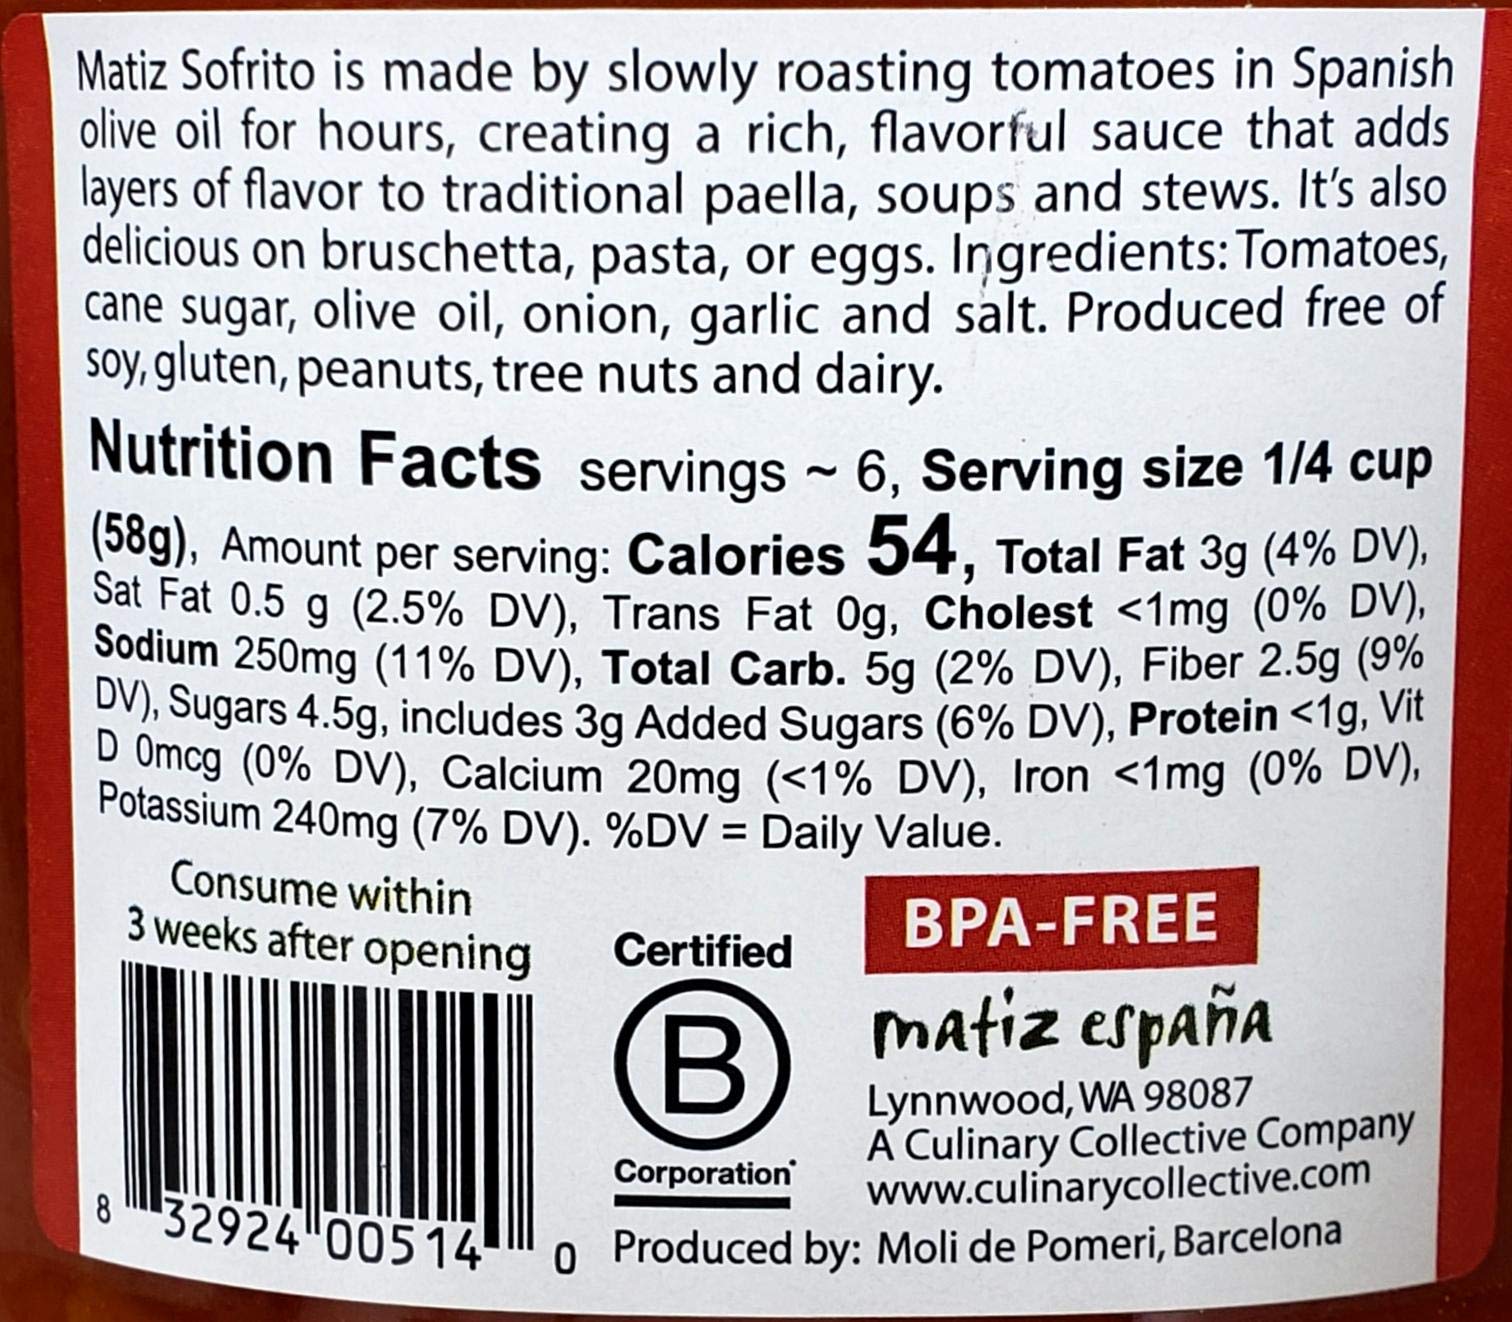 Matiz Sofrito is made by slowly roasting tomatoes in Spanish
olive oil for hours, creating a rich, flavorful sauce that adds
layers of flavor to traditional paella, soups and stews. It's also
delicious on bruschetta, pasta, or eggs. Ingredients: Tomatoes,
cane sugar, olive oil, onion, garlic and salt. Produced free of
soy, gluten, peanuts, tree nuts and dairy.
Nutrition Facts servings ~ 6, Serving size 1/4 cup
(58g), Amount per serving: Calories 54, Total Fat 3g (4% DV),
Sat Fat 0.5 g (2.5% DV), Trans Fat 0g, Cholest <1mg (0% DV),
Sodium 250mg (11% DV), Total Carb. 5g (2% DV), Fiber 2.5g (9%
DV), Sugars 4.5g, includes 3g Added Sugars (6% DV), Protein <1g, Vit
D 0mcg (0% DV), Calcium 20mg (<1% DV), Iron <1mg (0% DV),
Potassium 240mg (7% DV). %DV = Daily Value.
Consume within
3 weeks after opening
8 32924 00514 0
Certified
B
Corporation
BPA-FREE
matiz españa
Lynnwood, WA 98087
A Culinary Collective Company
www.culinarycollective.com
Produced by: Moli de Pomeri, Barcelona